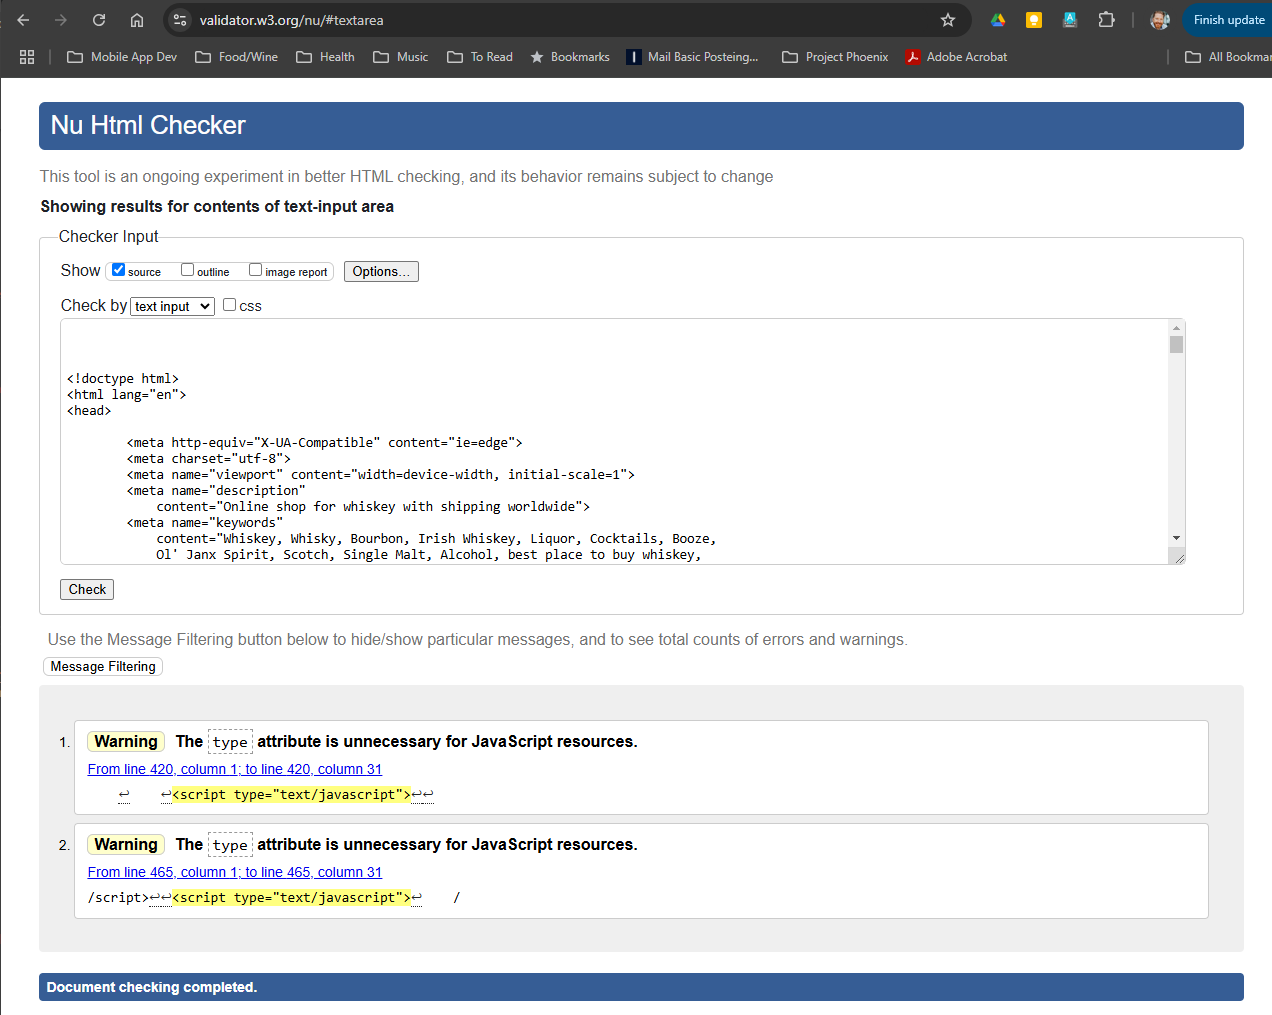 validator.w3.org/nu/#textarea
Finish update
Mobile App Dev Food/Wine Health Music To Read Bookmarks Mail Basic Posteing... Project Phoenix Adobe Acrobat All Bookmar
Nu Html Checker
This tool is an ongoing experiment in better HTML checking, and its behavior remains subject to change
Showing results for contents of text-input area
Checker Input
Show source outline image report Options...
Check by text input css
<!doctype html>
<html lang="en">
<head>
<meta http-equiv="X-UA-Compatible" content="ie=edge">
<meta charset="utf-8">
<meta name="viewport" content="width=device-width, initial-scale=1">
<meta name="description"
content="Online shop for whiskey with shipping worldwide">
<meta name="keywords"
content="Whiskey, Whisky, Bourbon, Irish Whiskey, Liquor, Cocktails, Booze,
Ol' Janx Spirit, Scotch, Single Malt, Alcohol, best place to buy whiskey,
Check
Use the Message Filtering button below to hide/show particular messages, and to see total counts of errors and warnings.
Message Filtering
1. Warning The type attribute is unnecessary for JavaScript resources.
From line 420, column 1; to line 420, column 31
↩ ↩<script type="text/javascript">↩↩
2. Warning The type attribute is unnecessary for JavaScript resources.
From line 465, column 1; to line 465, column 31
/script>↩↩<script type="text/javascript">↩ /
Document checking completed.